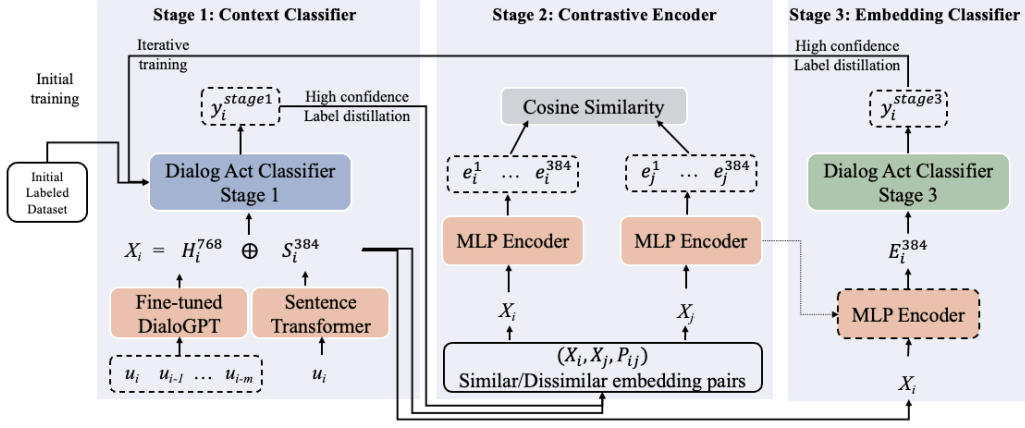 Stage 1: Context Classifier
Iterative
training
Initial
training
y_i^{stage1}
High confidence
Label distillation
Initial
Labeled
Dataset
Dialog Act Classifier
Stage 1
X_i = H_i^{768} ⊕ S_i^{384}
Fine-tuned
DialoGPT
Sentence
Transformer
u_i u_{i-1} … u_{i-m}
u_i
Stage 2: Contrastive Encoder
Cosine Similarity
e_i^1 … e_i^{384}
e_j^1 … e_j^{384}
MLP Encoder
MLP Encoder
X_i
X_j
(X_i, X_j, P_{ij})
Similar/Dissimilar embedding pairs
Stage 3: Embedding Classifier
High confidence
Label distillation
y_i^{stage3}
Dialog Act Classifier
Stage 3
E_i^{384}
MLP Encoder
X_i